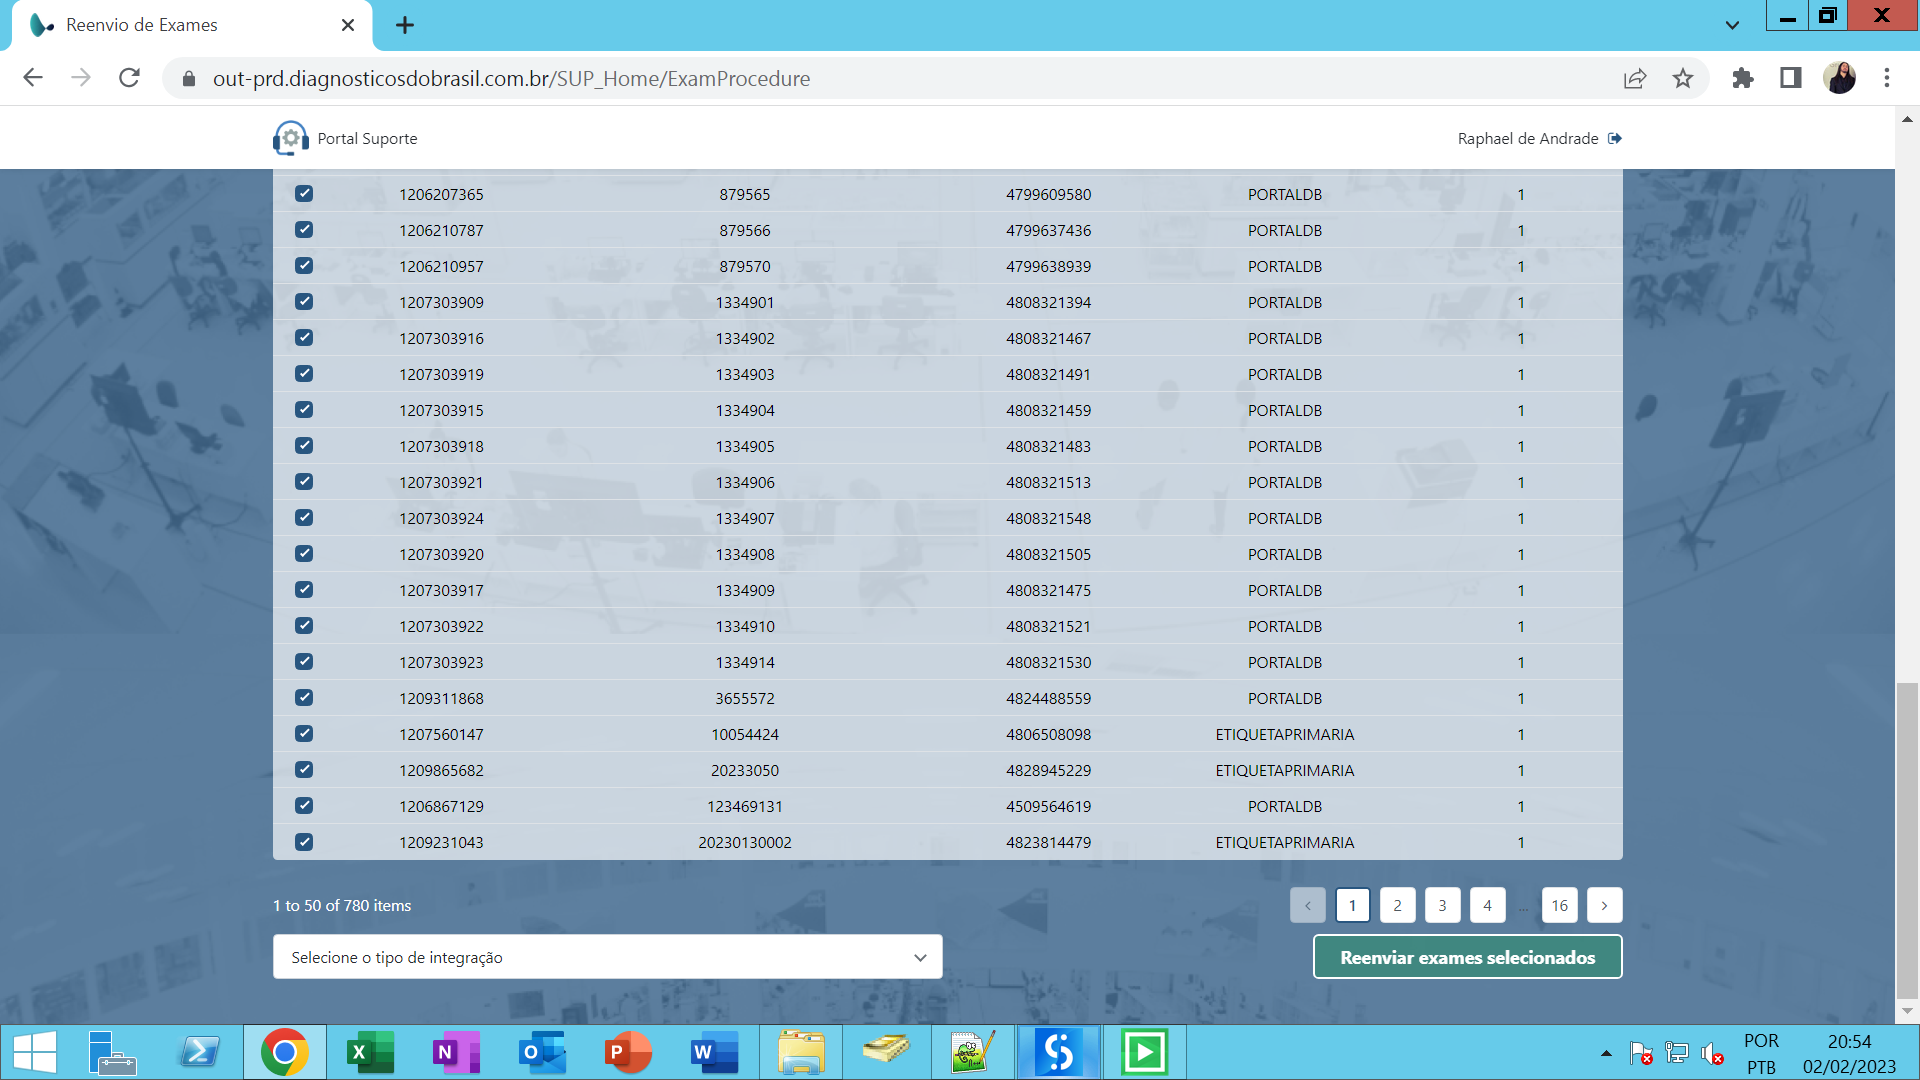 Reenvio de Exames
out-prd.diagnosticosdobrasil.com.br/SUP_Home/ExamProcedure
Portal Suporte Raphael de Andrade
1206207365 879565 4799609580 PORTALDB 1
1206210787 879566 4799637436 PORTALDB 1
1206210957 879570 4799638939 PORTALDB 1
1207303909 1334901 4808321394 PORTALDB 1
1207303916 1334902 4808321467 PORTALDB 1
1207303919 1334903 4808321491 PORTALDB 1
1207303915 1334904 4808321459 PORTALDB 1
1207303918 1334905 4808321483 PORTALDB 1
1207303921 1334906 4808321513 PORTALDB 1
1207303924 1334907 4808321548 PORTALDB 1
1207303920 1334908 4808321505 PORTALDB 1
1207303917 1334909 4808321475 PORTALDB 1
1207303922 1334910 4808321521 PORTALDB 1
1207303923 1334914 4808321530 PORTALDB 1
1209311868 3655572 4824488559 PORTALDB 1
1207560147 10054424 4806508098 ETIQUETAPRIMARIA 1
1209865682 20233050 4828945229 ETIQUETAPRIMARIA 1
1206867129 123469131 4509564619 PORTALDB 1
1209231043 20230130002 4823814479 ETIQUETAPRIMARIA 1
1 to 50 of 780 items < 1 2 3 4 ... 16 >
Selecione o tipo de integração Reenviar exames selecionados
POR 20:54
PTB 02/02/2023